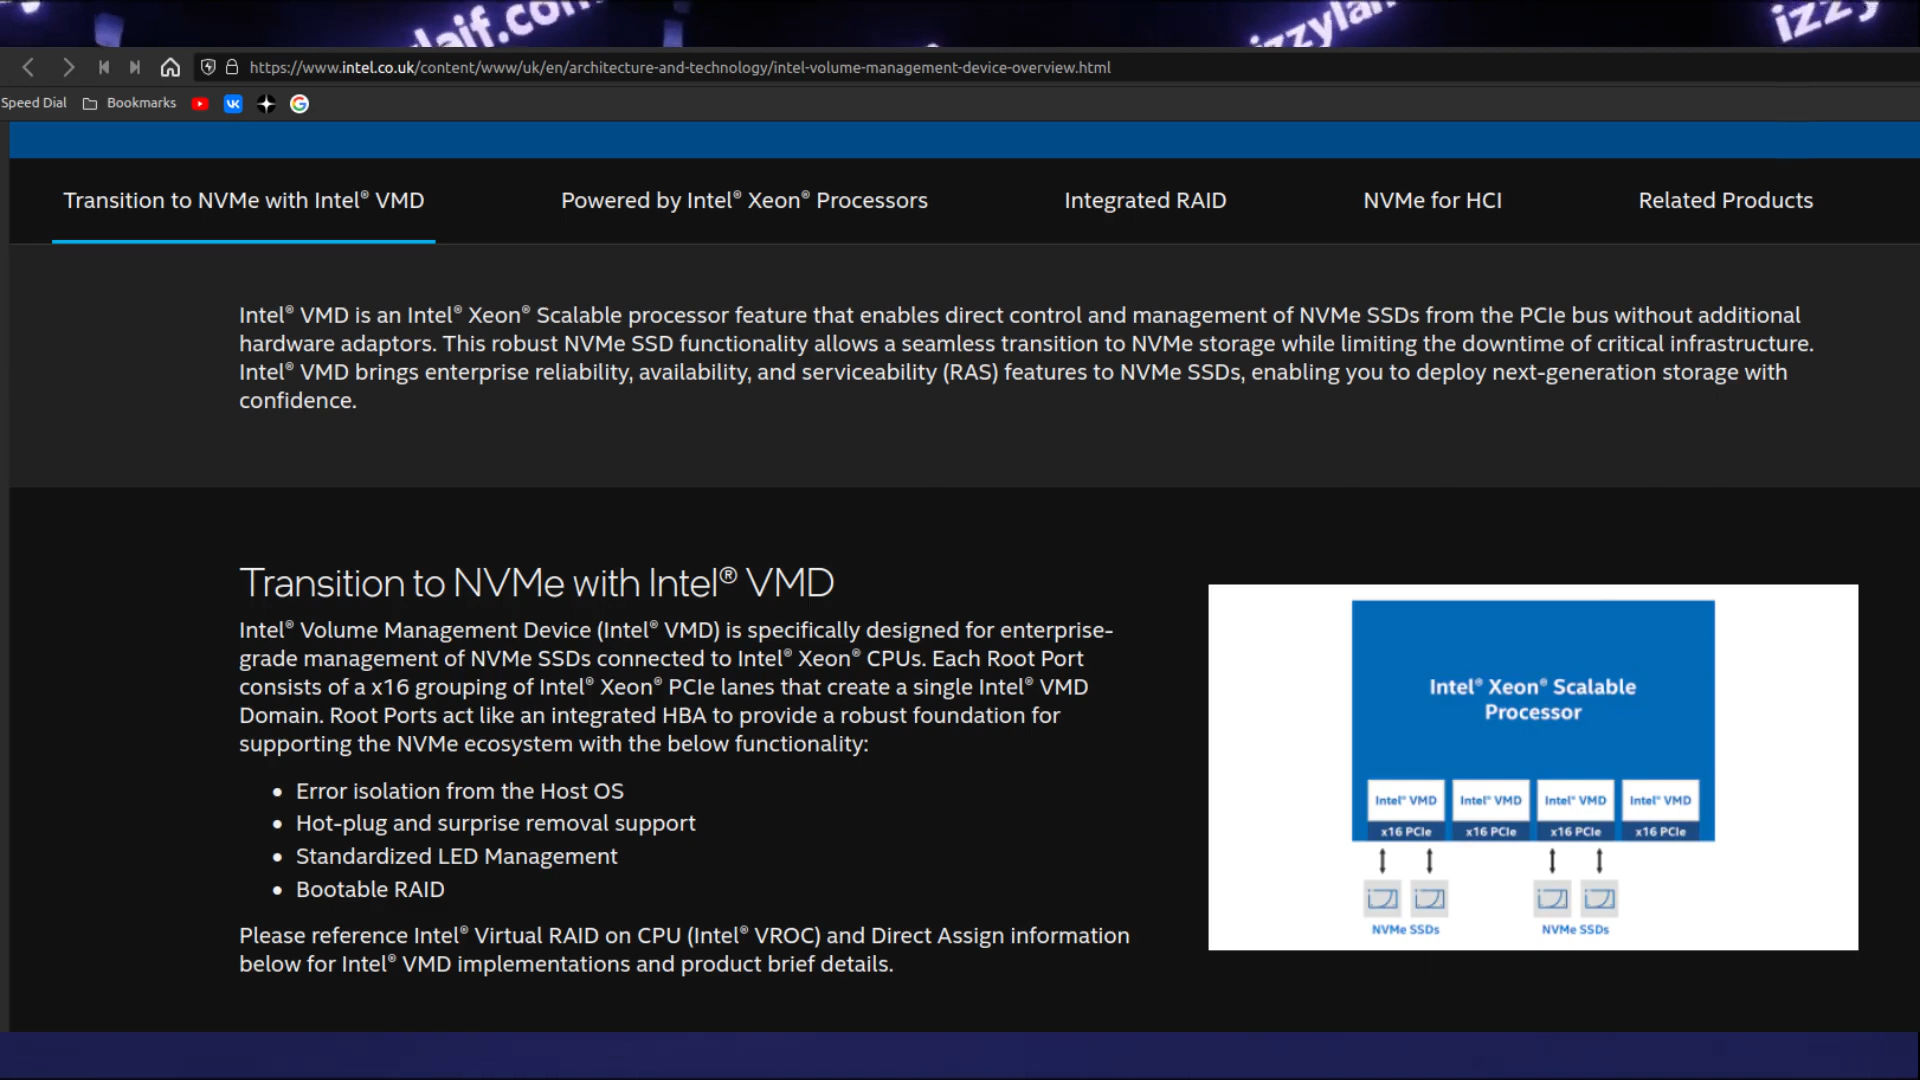 izzylaif.com
https://www.intel.co.uk/content/www/uk/en/architecture-and-technology/intel-volume-management-device-overview.html
Speed Dial Bookmarks VK G
Transition to NVMe with Intel® VMD Powered by Intel® Xeon® Processors Integrated RAID NVMe for HCI Related Products
Intel® VMD is an Intel® Xeon® Scalable processor feature that enables direct control and management of NVMe SSDs from the PCIe bus without additional
hardware adaptors. This robust NVMe SSD functionality allows a seamless transition to NVMe storage while limiting the downtime of critical infrastructure.
Intel® VMD brings enterprise reliability, availability, and serviceability (RAS) features to NVMe SSDs, enabling you to deploy next-generation storage with
confidence.
Transition to NVMe with Intel® VMD
Intel® Volume Management Device (Intel® VMD) is specifically designed for enterprise-
grade management of NVMe SSDs connected to Intel® Xeon® CPUs. Each Root Port
consists of a x16 grouping of Intel® Xeon® PCIe lanes that create a single Intel® VMD
Domain. Root Ports act like an integrated HBA to provide a robust foundation for
supporting the NVMe ecosystem with the below functionality:
• Error isolation from the Host OS
• Hot-plug and surprise removal support
• Standardized LED Management
• Bootable RAID
Please reference Intel® Virtual RAID on CPU (Intel® VROC) and Direct Assign information
below for Intel® VMD implementations and product brief details.
Intel® Xeon® Scalable
Processor
Intel® VMD Intel® VMD Intel® VMD Intel® VMD
x16 PCIe x16 PCIe x16 PCIe x16 PCIe
NVMe SSDs NVMe SSDs